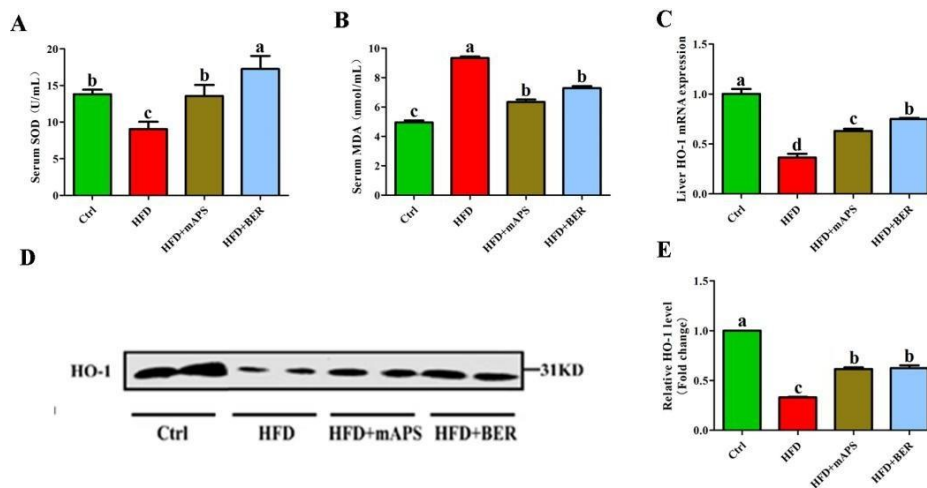 A
Serum SOD (U/mL)
20
15
10
5
0
b
c
b
a
Ctrl
HFD
HFD+mAPS
HFD+BER
B
Serum MDA (nmol/mL)
10
8
6
4
2
0
c
a
b
b
Ctrl
HFD
HFD+mAPS
HFD+BER
C
Liver HO-1 mRNA expression
1.5
1.0
0.5
0.0
a
d
c
b
Ctrl
HFD
HFD+mAPS
HFD+BER
D
HO-1
31KD
Ctrl
HFD
HFD+mAPS
HFD+BER
E
Relative HO-1 level
(Fold change)
1.5
1.0
0.5
0.0
a
c
b
b
Ctrl
HFD
HFD+mAPS
HFD+BER